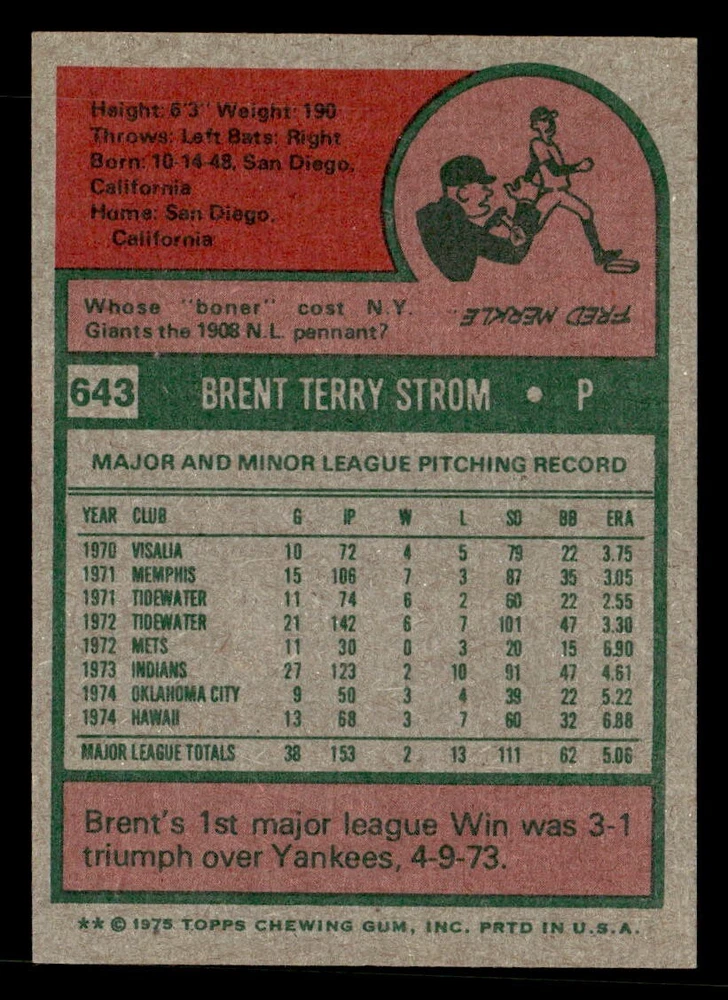 Height: 6'3" Weight: 190
Throws: Left Bats: Right
Born: 10-14-48, San Diego,
California
Home: San Diego,
California
Whose "boner" cost N.Y.
Giants the 1908 N.L. pennant?
FRED MERKLE
643 BRENT TERRY STROM • P
MAJOR AND MINOR LEAGUE PITCHING RECORD
YEAR CLUB G IP W L SO BB ERA
1970 VISALIA 10 72 4 5 79 22 3.75
1971 MEMPHIS 15 106 7 3 87 35 3.05
1971 TIDEWATER 11 74 6 2 60 22 2.55
1972 TIDEWATER 21 142 6 7 101 47 3.30
1972 METS 11 30 0 3 20 15 6.90
1973 INDIANS 27 123 2 10 91 47 4.61
1974 OKLAHOMA CITY 9 50 3 4 39 22 5.22
1974 HAWAII 13 68 3 7 60 32 6.88
MAJOR LEAGUE TOTALS 38 153 2 13 111 62 5.06
Brent's 1st major league Win was 3-1
triumph over Yankees, 4-9-73.
** © 1975 TOPPS CHEWING GUM, INC. PRTD IN U.S.A.